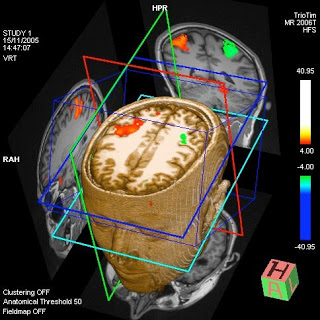 HPR
TrioTim
MR 2006T
HFS
STUDY 1
15/11/2005
14:47:07
VRT
40.95
4.00
-4.00
-40.95
RAH
H
A
Clustering OFF
Anatomical Threshold 50
Fieldmap OFF